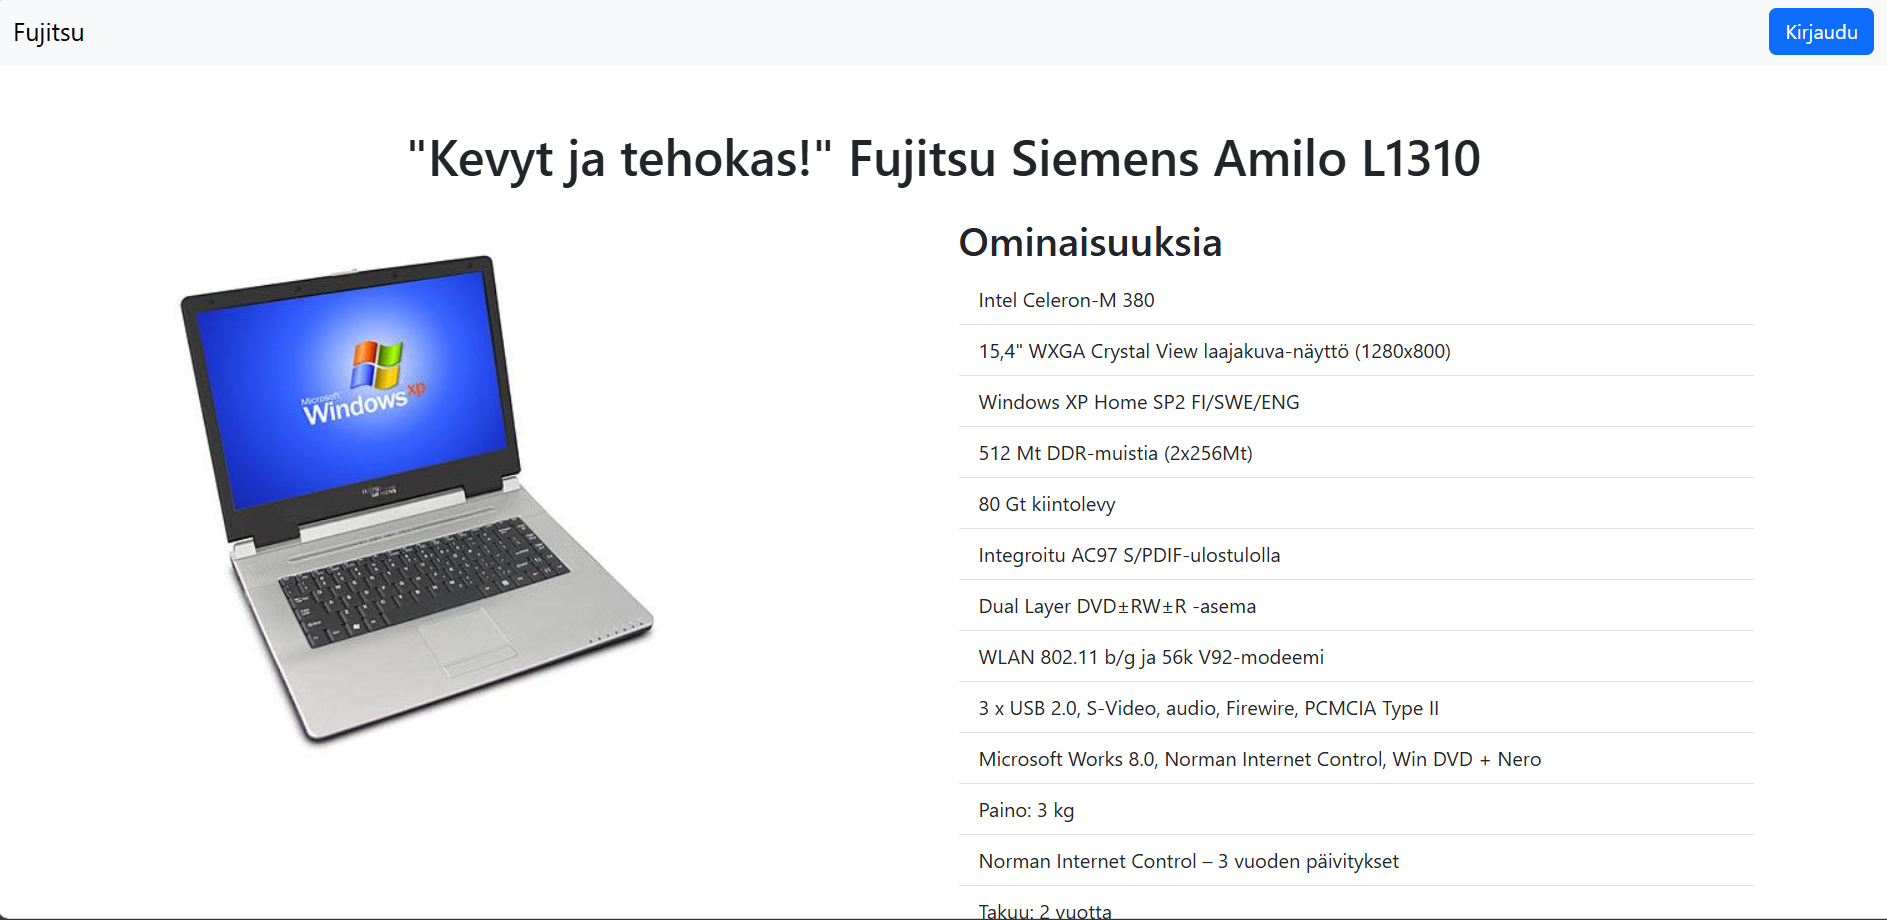 Fujitsu
Kirjaudu
"Kevyt ja tehokas!" Fujitsu Siemens Amilo L1310
Microsoft
Windows xp
FUJITSU
SIEMENS
Ominaisuuksia
Intel Celeron-M 380
15,4" WXGA Crystal View laajakuva-näyttö (1280x800)
Windows XP Home SP2 FI/SWE/ENG
512 Mt DDR-muistia (2x256Mt)
80 Gt kiintolevy
Integroitu AC97 S/PDIF-ulostulolla
Dual Layer DVD±RW±R -asema
WLAN 802.11 b/g ja 56k V92-modeemi
3 x USB 2.0, S-Video, audio, Firewire, PCMCIA Type II
Microsoft Works 8.0, Norman Internet Control, Win DVD + Nero
Paino: 3 kg
Norman Internet Control – 3 vuoden päivitykset
Takuu: 2 vuotta